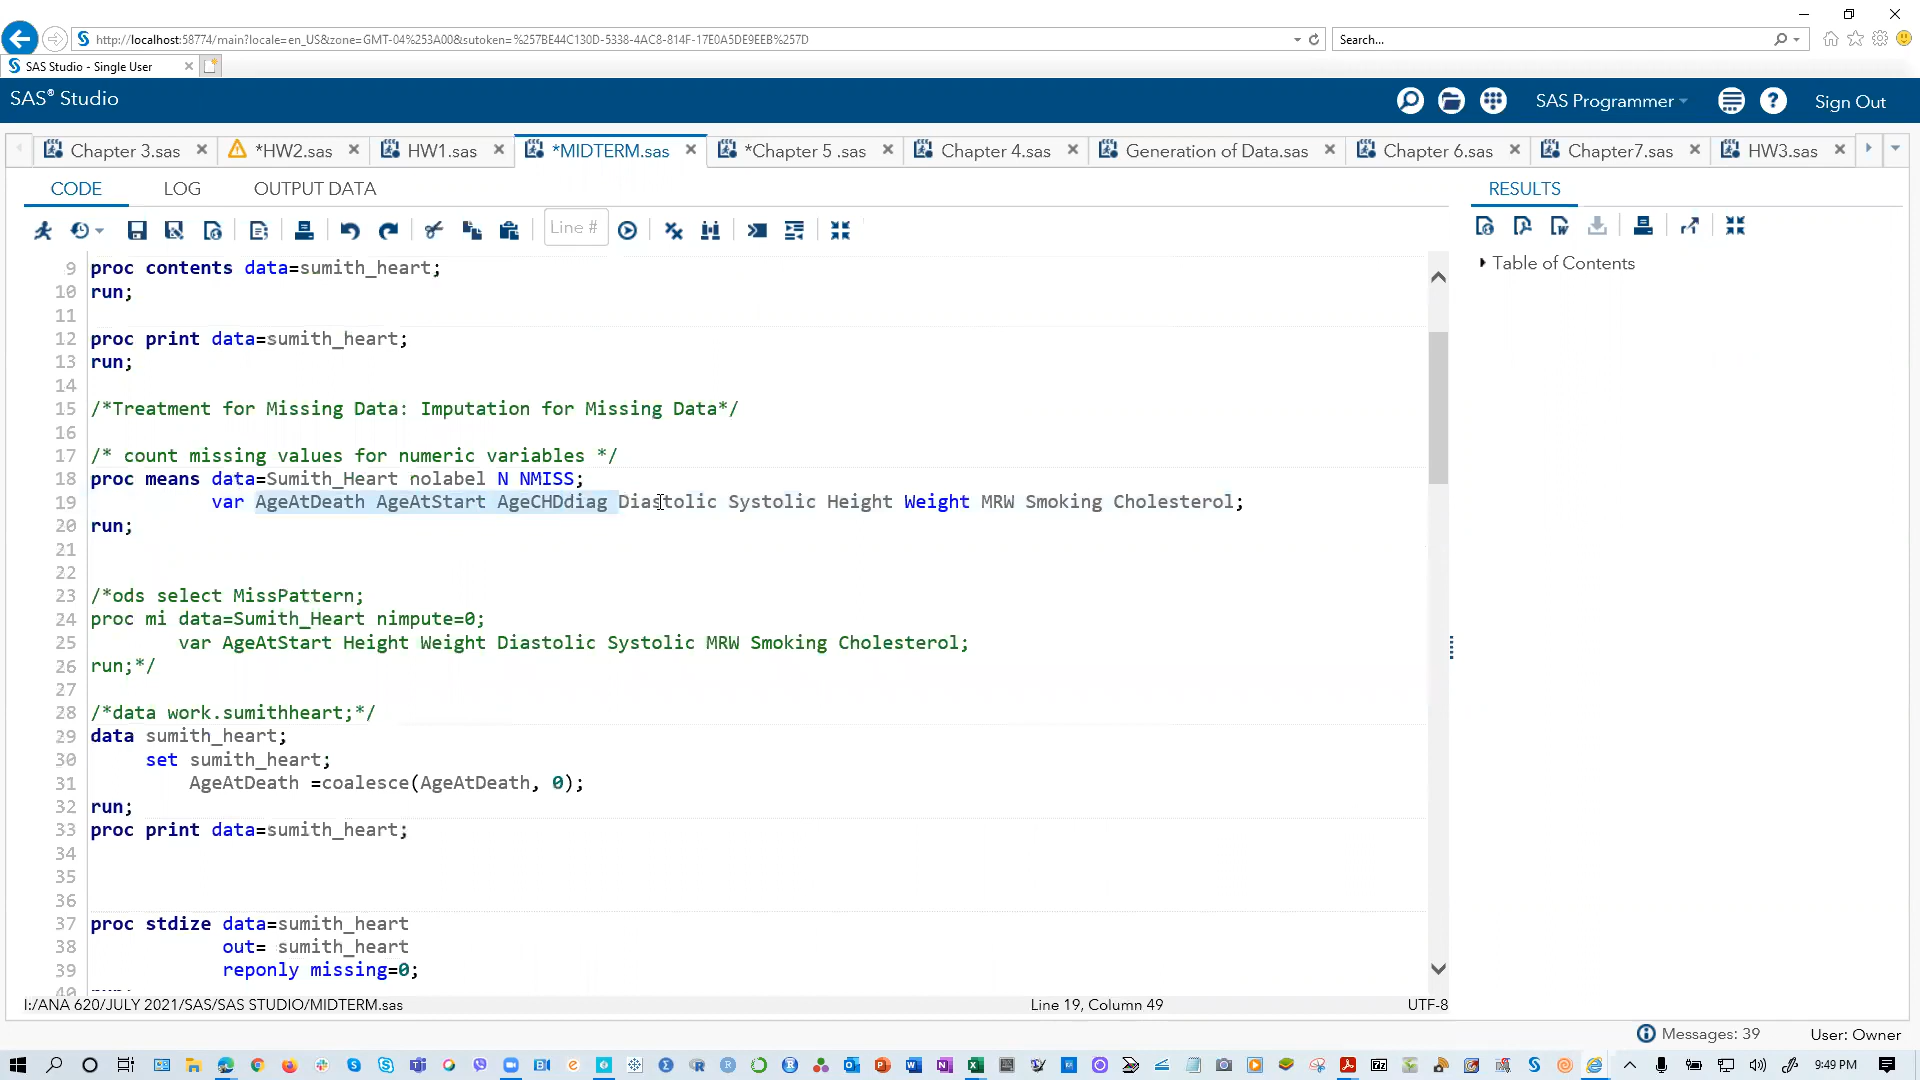 http://localhost:58774/main?locale=en_US&zone=GMT-04%253A00&sutoken=%257BE44C130D-5338-4AC8-814F-17E0A5DE9EEB%257D
Search...
SAS Studio - Single User
SAS® Studio
SAS Programmer
Sign Out
Chapter 3.sas
*HW2.sas
HW1.sas
*MIDTERM.sas
*Chapter 5 .sas
Chapter 4.sas
Generation of Data.sas
Chapter 6.sas
Chapter7.sas
HW3.sas
CODE
LOG
OUTPUT DATA
RESULTS
Line #
Table of Contents
9 proc contents data=sumith_heart;
10 run;
11
12 proc print data=sumith_heart;
13 run;
14
15 /*Treatment for Missing Data: Imputation for Missing Data*/
16
17 /* count missing values for numeric variables */
18 proc means data=Sumith_Heart nolabel N NMISS;
19 var AgeAtDeath AgeAtStart AgeCHDdiag Diastolic Systolic Height Weight MRW Smoking Cholesterol;
20 run;
21
22
23 /*ods select MissPattern;
24 proc mi data=Sumith_Heart nimpute=0;
25 var AgeAtStart Height Weight Diastolic Systolic MRW Smoking Cholesterol;
26 run;*/
27
28 /*data work.sumithheart;*/
29 data sumith_heart;
30 set sumith_heart;
31 AgeAtDeath =coalesce(AgeAtDeath, 0);
32 run;
33 proc print data=sumith_heart;
34
35
36
37 proc stdize data=sumith_heart
38 out= sumith_heart
39 reponly missing=0;
I:/ANA 620/JULY 2021/SAS/SAS STUDIO/MIDTERM.sas
Line 19, Column 49
UTF-8
Messages: 39
User: Owner
9:49 PM